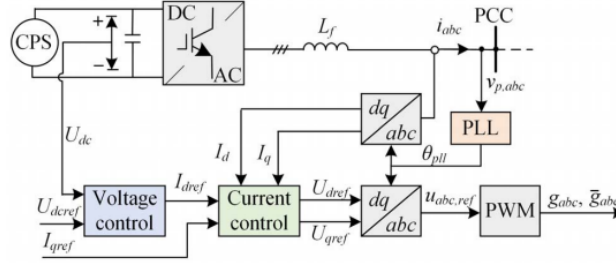 DC
CPS
+
−
AC
L_f
i_abc
PCC
v_p,abc
U_dc
dq
abc
PLL
I_d
I_q
θ_pll
I_dref
U_dref
Voltage
control
Current
control
dq
abc
u_abc,ref
PWM
g_abc, g̅_abc
U_dcref
U_qref
I_qref